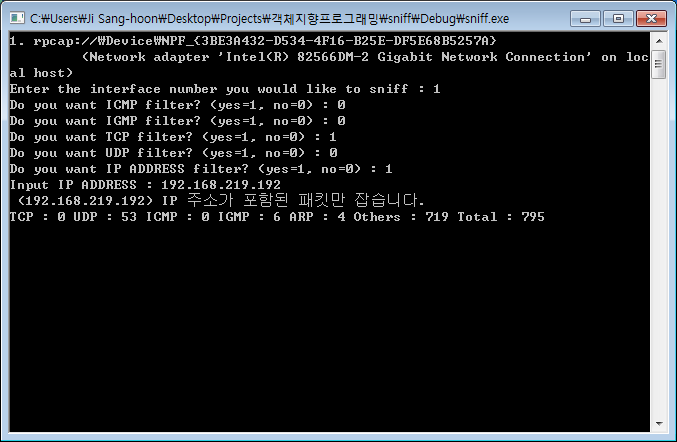 C:₩Users₩Ji Sang-hoon₩Desktop₩Projects₩객체지향프로그래밍₩sniff₩Debug₩sniff.exe
1. rpcap://₩Device₩NPF_{3BE3A432-D534-4F16-B25E-DF5E68B5257A}
(Network adapter 'Intel(R) 82566DM-2 Gigabit Network Connection' on loc
al host)
Enter the interface number you would like to sniff : 1
Do you want ICMP filter? (yes=1, no=0) : 0
Do you want IGMP filter? (yes=1, no=0) : 0
Do you want TCP filter? (yes=1, no=0) : 1
Do you want UDP filter? (yes=1, no=0) : 0
Do you want IP ADDRESS filter? (yes=1, no=0) : 1
Input IP ADDRESS : 192.168.219.192
(192.168.219.192) IP 주소가 포함된 패킷만 잡습니다.
TCP : 0 UDP : 53 ICMP : 0 IGMP : 6 ARP : 4 Others : 719 Total : 795